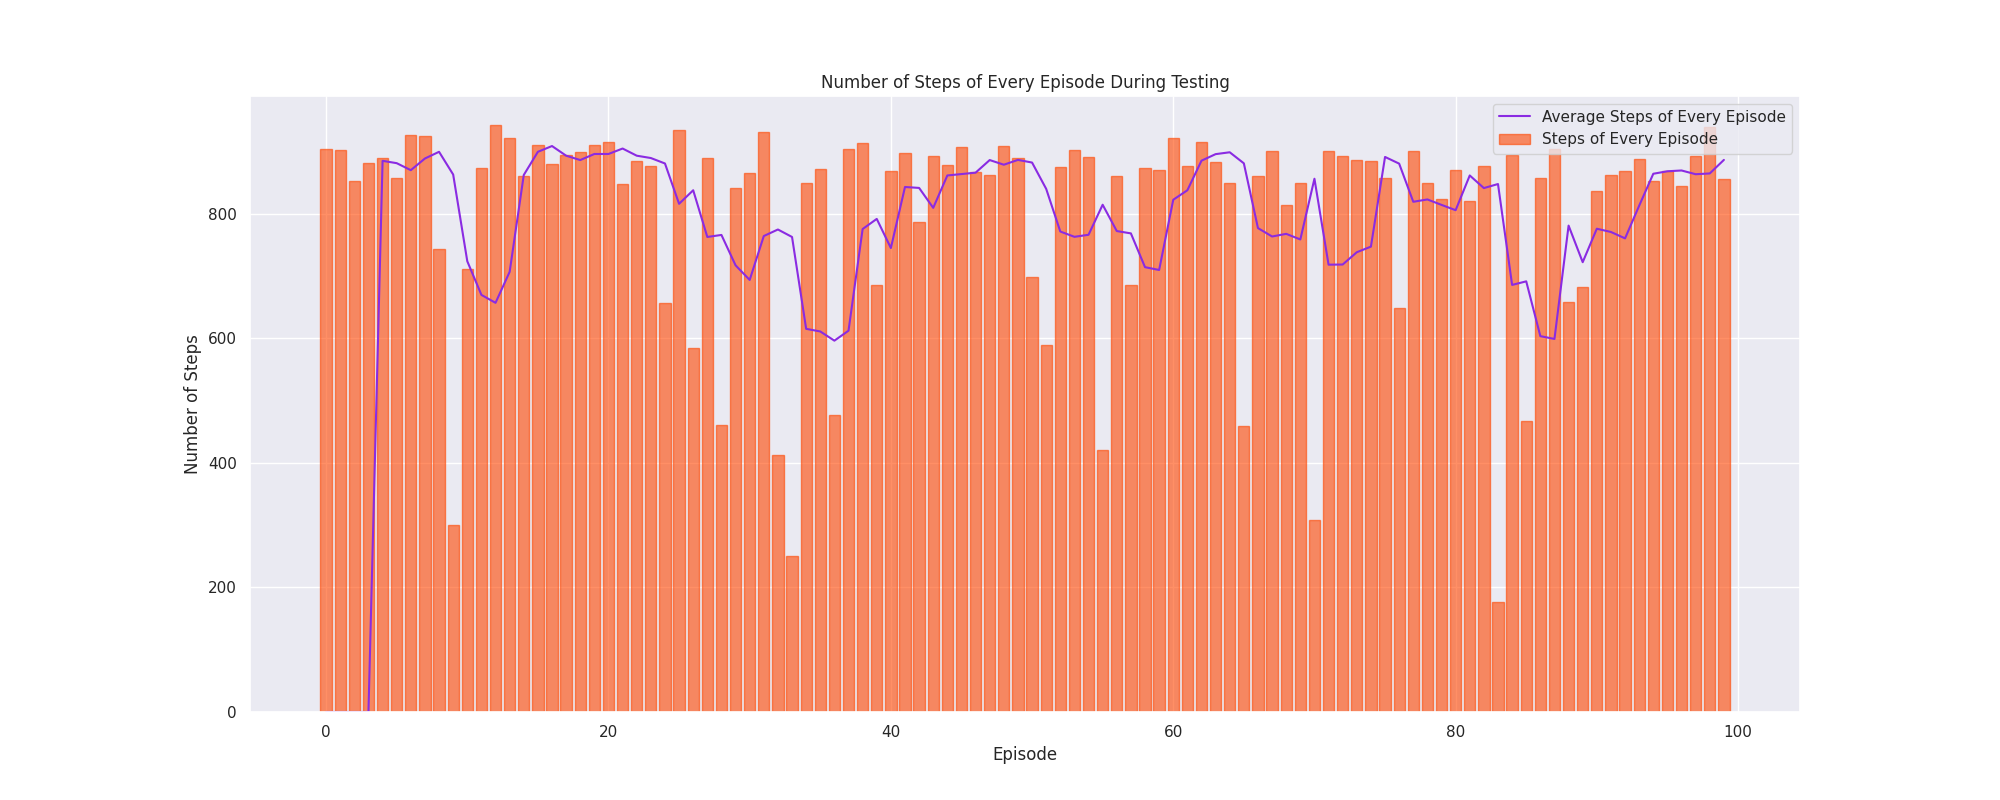 Number of Steps of Every Episode During Testing
Average Steps of Every Episode
Steps of Every Episode
Number of Steps
800
600
400
200
0
0 20 40 60 80 100
Episode